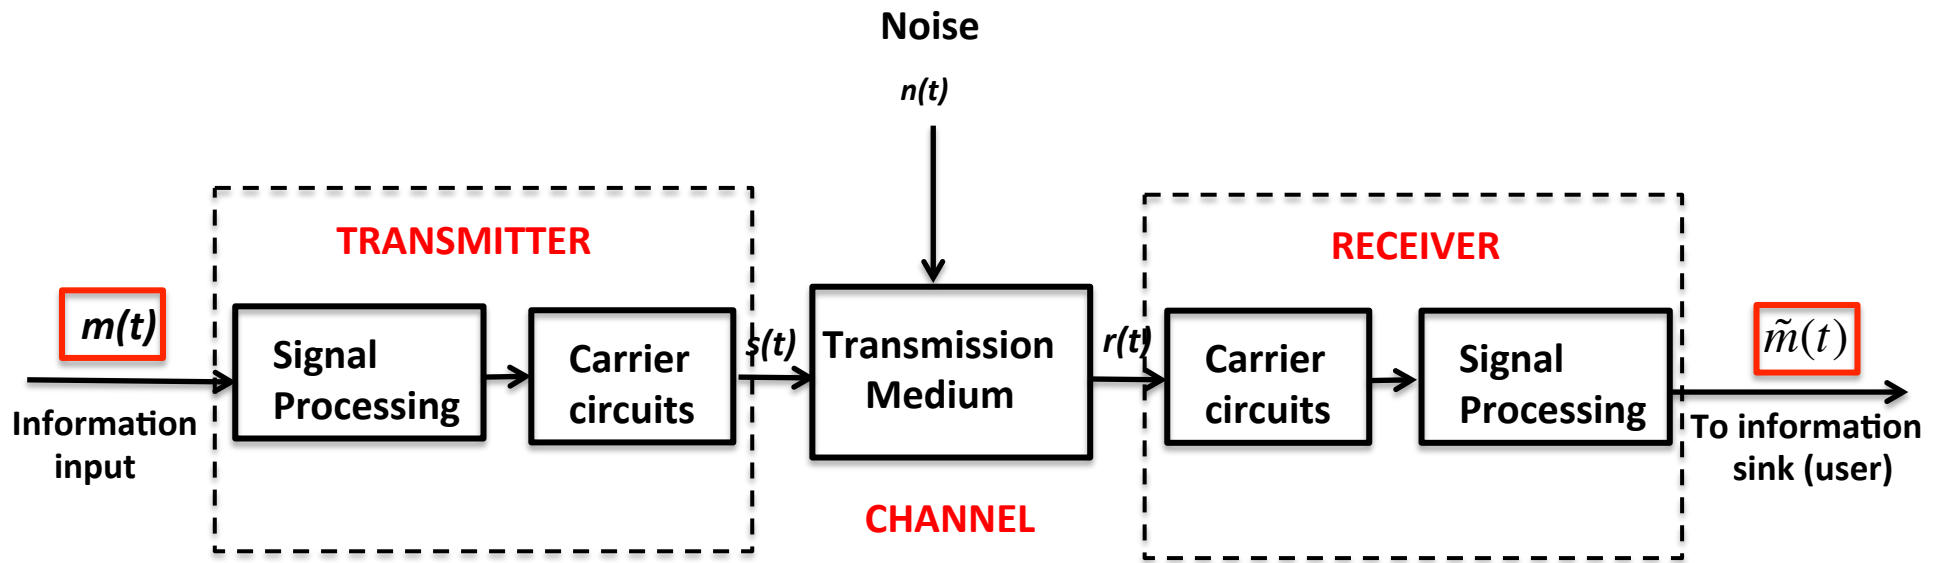 Noise
n(t)
TRANSMITTER
RECEIVER
m(t)
Signal
Processing
Carrier
circuits
s(t)
Transmission
Medium
r(t)
Carrier
circuits
Signal
Processing
m̃(t)
Information
input
CHANNEL
To information
sink (user)